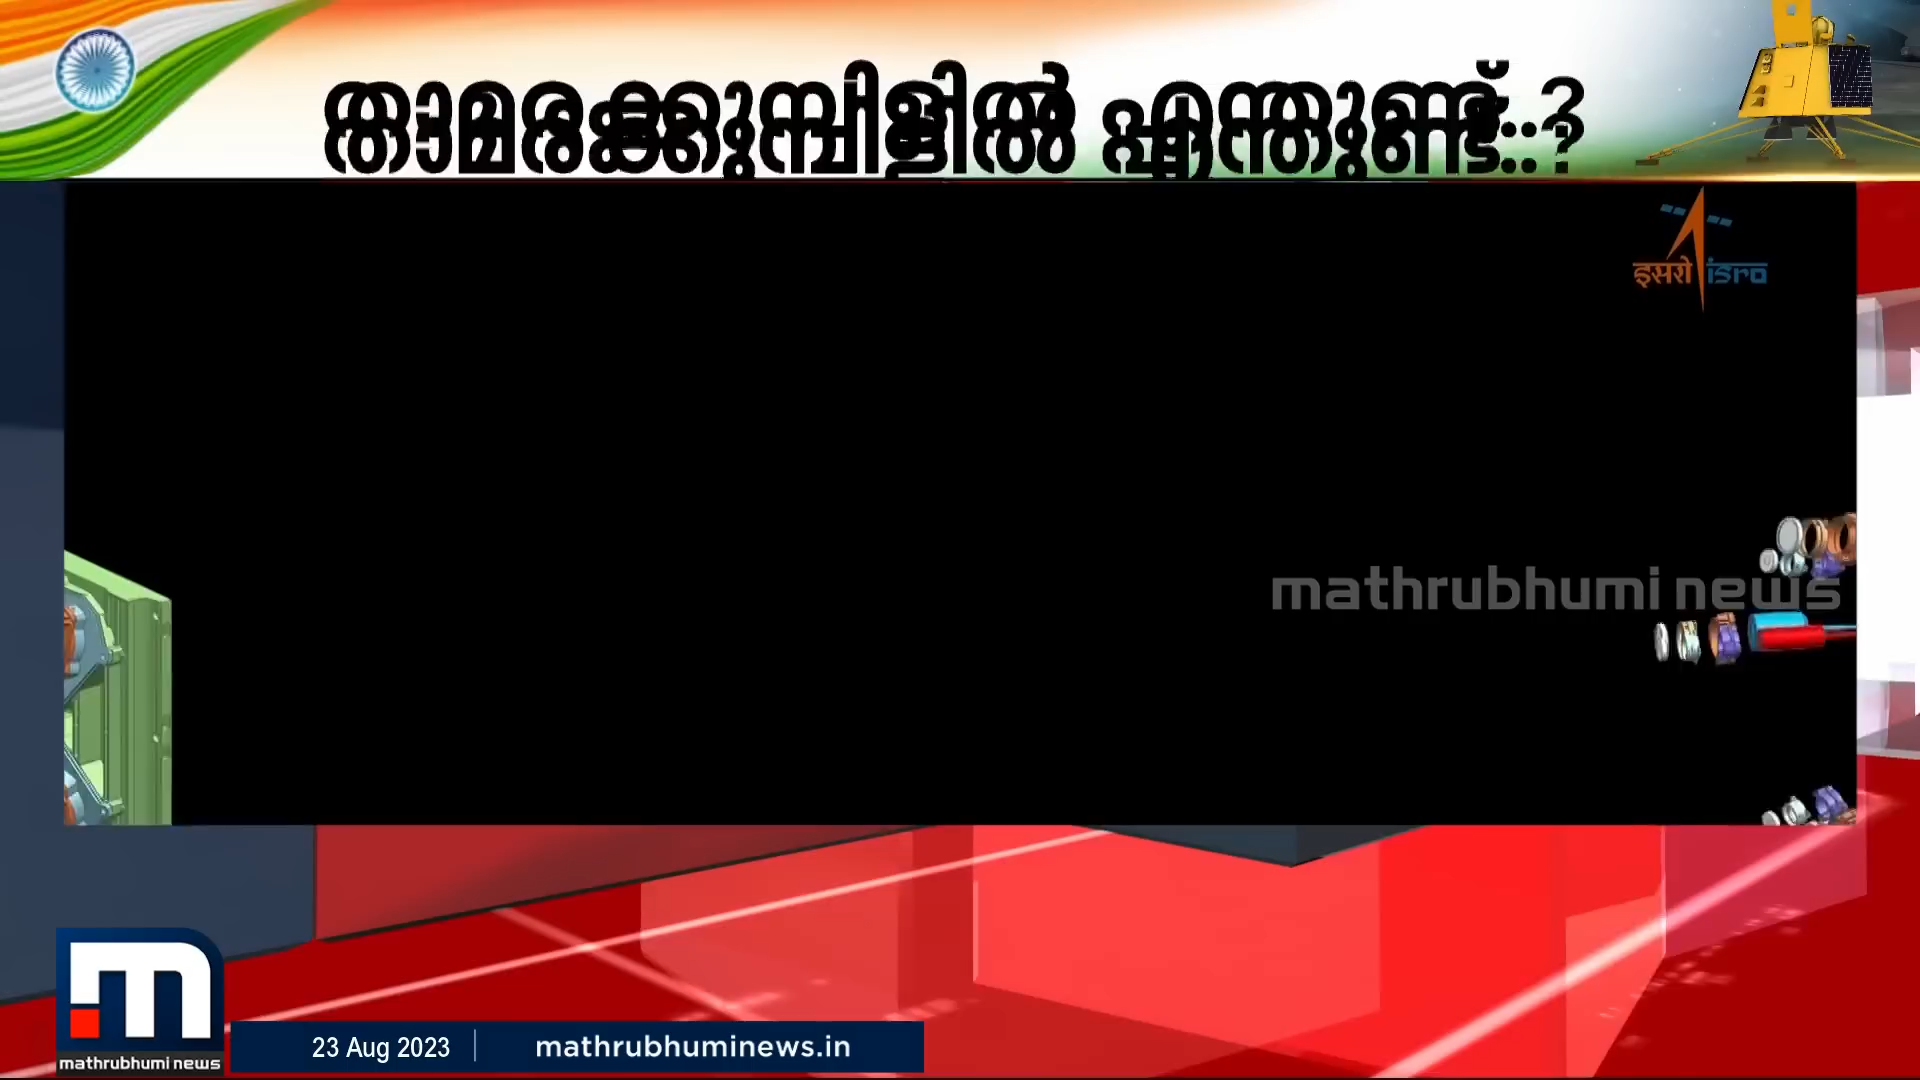 താമരക്കുമ്പിളിൽ എന്തുണ്ട്..?
इसरो isro
mathrubhumi news
mathrubhumi news
23 Aug 2023
mathrubhuminews.in